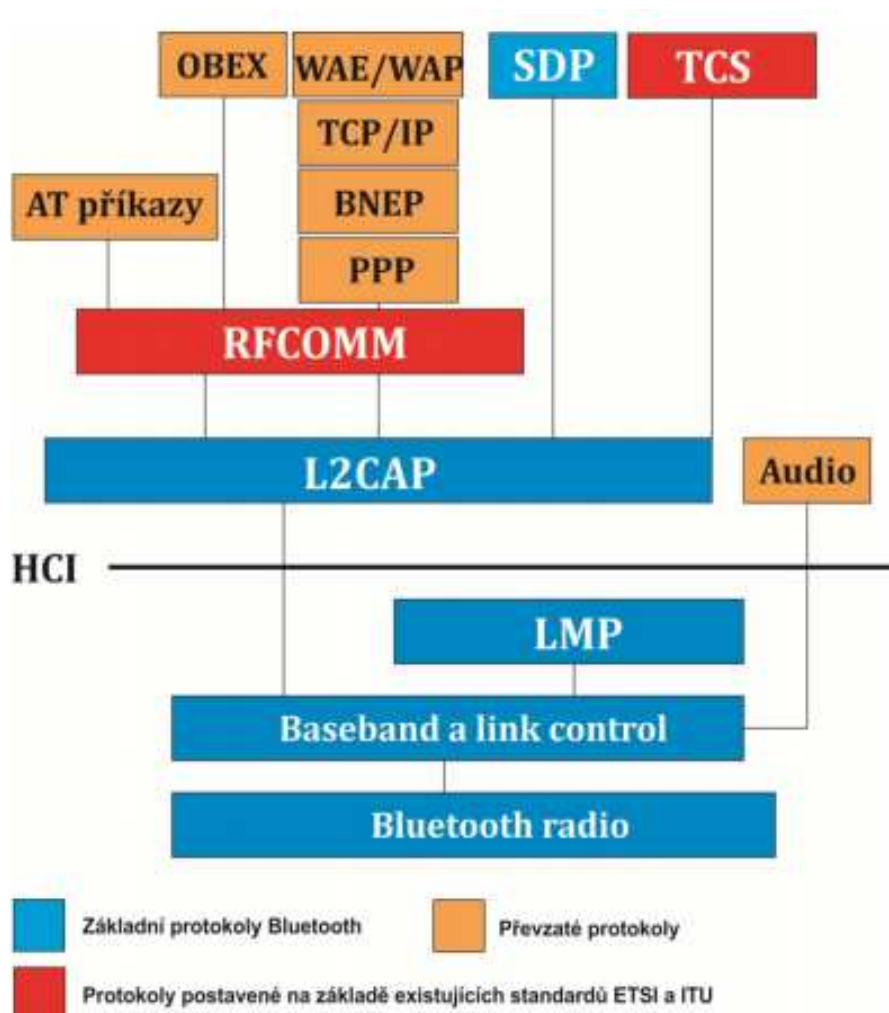 OBEX
WAE/WAP
SDP
TCS
TCP/IP
AT příkazy
BNEP
PPP
RFCOMM
L2CAP
Audio
HCI
LMP
Baseband a link control
Bluetooth radio
Základní protokoly Bluetooth
Převzaté protokoly
Protokoly postavené na základě existujících standardů ETSI a ITU